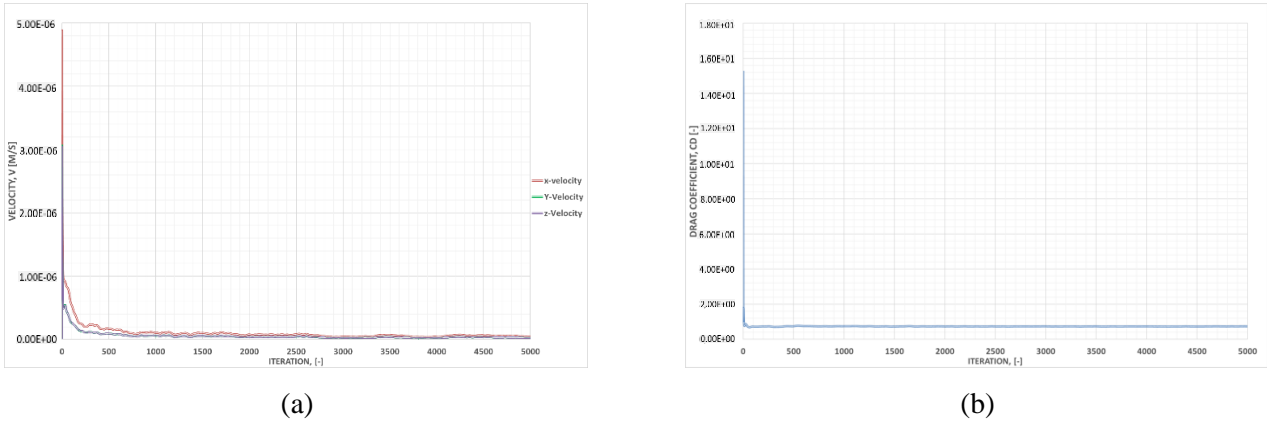 5.00E-06
4.00E-06
3.00E-06
2.00E-06
1.00E-06
0.00E+00
VELOCITY, V [M/S]
0 500 1000 1500 2000 2500 3000 3500 4000 4500 5000
ITERATION, [-]
x-velocity
Y-Velocity
z-Velocity
(a)
1.80E+01
1.60E+01
1.40E+01
1.20E+01
1.00E+01
8.00E+00
6.00E+00
4.00E+00
2.00E+00
0.00E+00
DRAG COEFFICIENT, CD [-]
0 500 1000 1500 2000 2500 3000 3500 4000 4500 5000
ITERATION, [-]
(b)